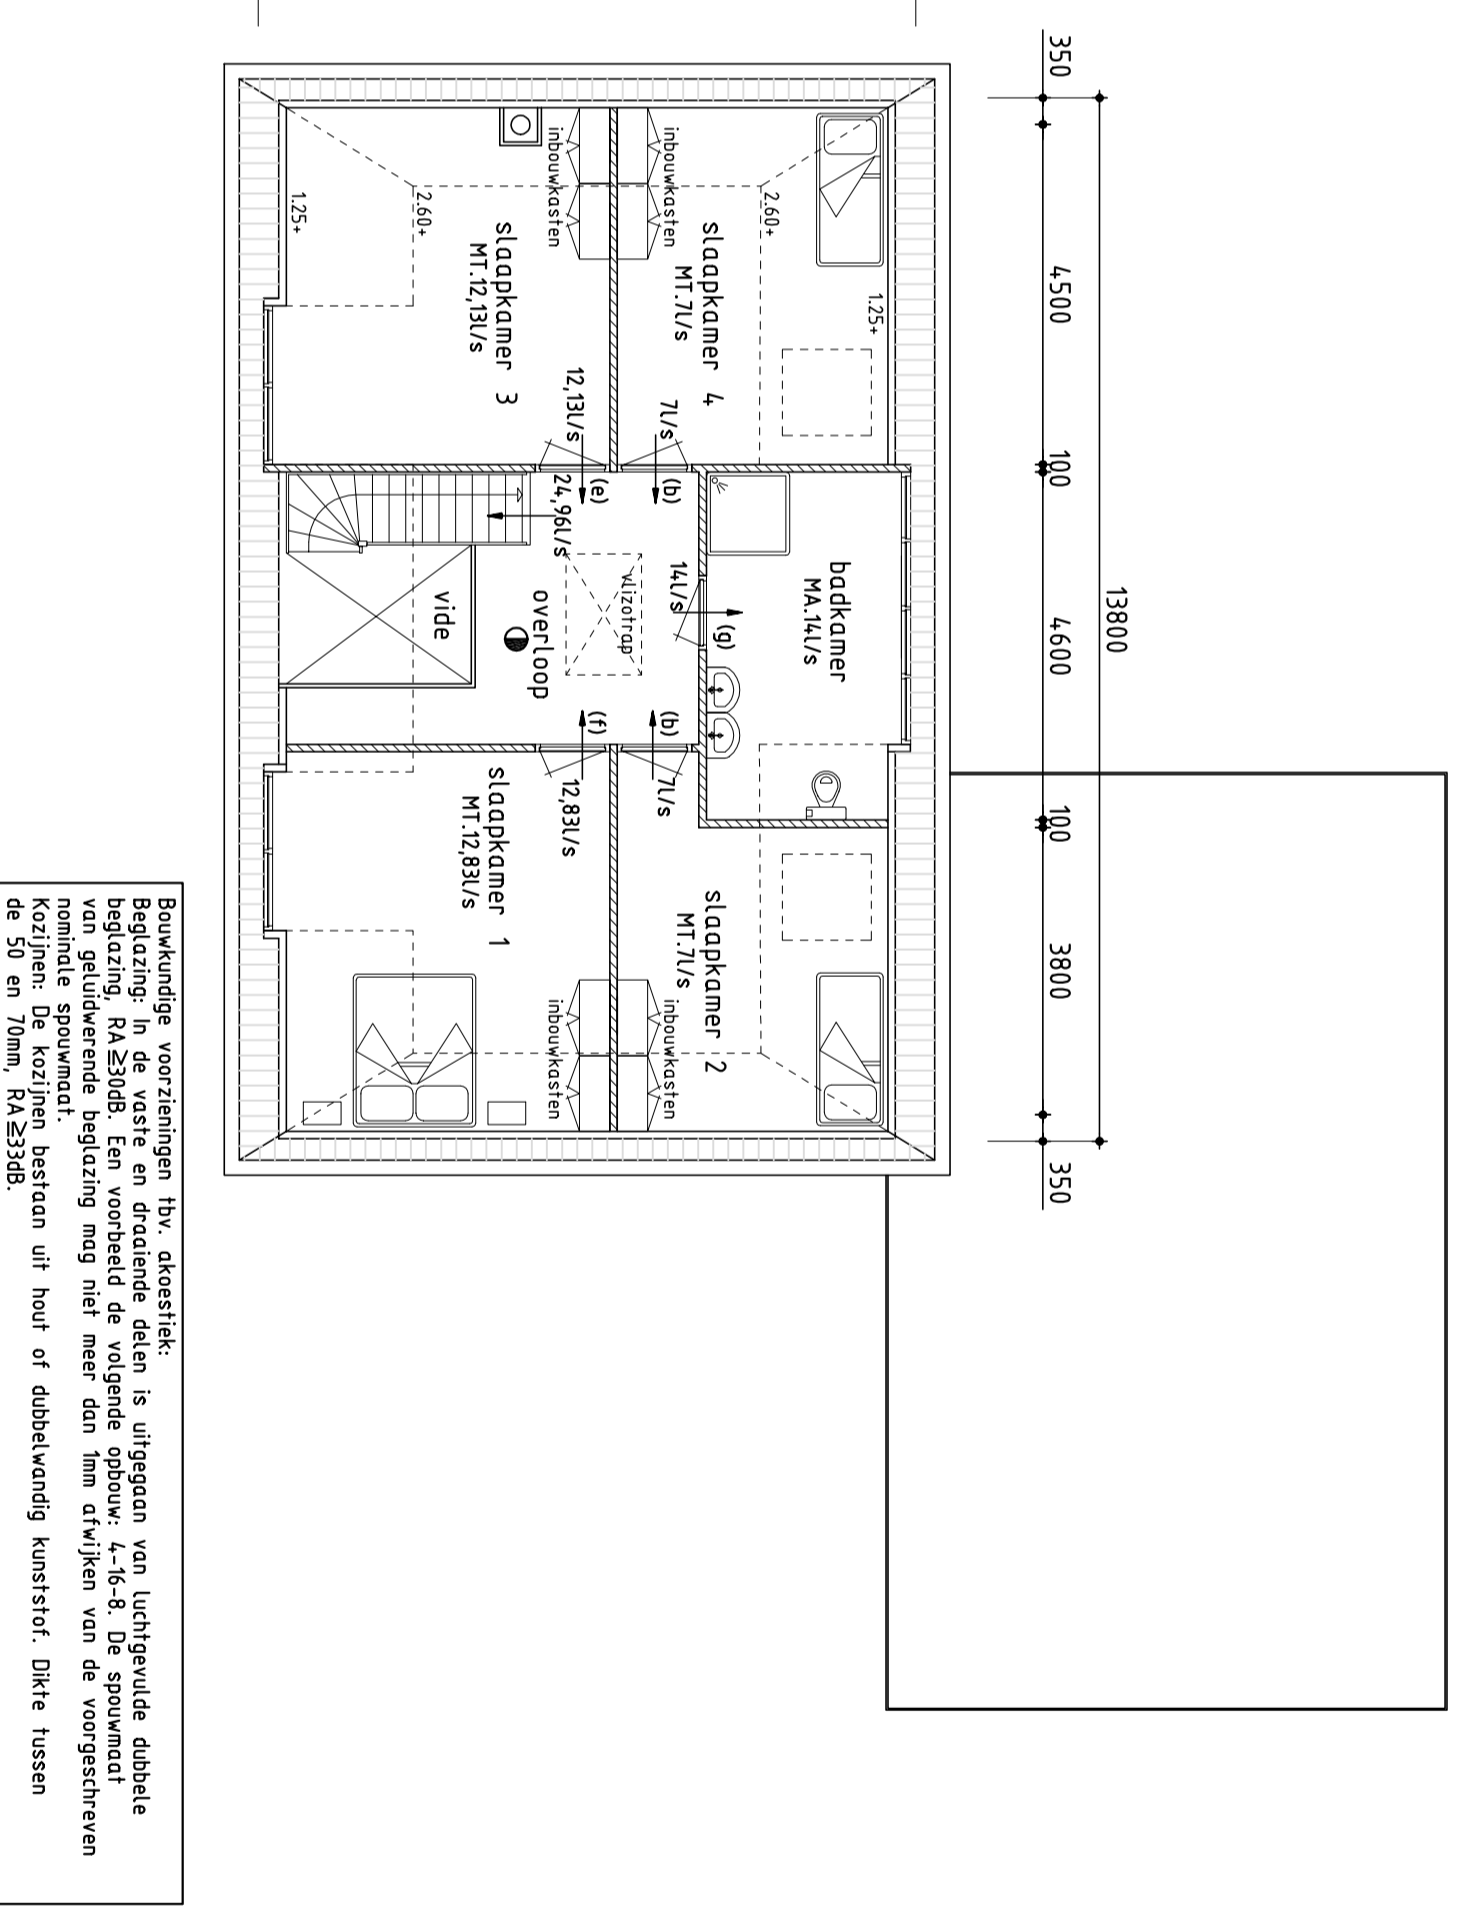 350
4500
100
4600
100
3800
350
13800
inbouwkasten
inbouwkasten
2.60+
1.25+
2.60+
1.25+
slaapkamer 4
MT.7l/s
slaapkamer 3
MT.12,13l/s
7l/s
12,13l/s
(b)
(e)
24,96l/s
badkamer
MA.14l/s
14l/s
(g)
vlizotrap
overloop
vide
(b)
(f)
7l/s
12,83l/s
slaapkamer 2
MT.7l/s
slaapkamer 1
MT.12,83l/s
inbouwkasten
inbouwkasten
Bouwkundige voorzieningen tbv. akoestiek:
Beglazing: In de vaste en draaiende delen is uitgegaan van luchtgevulde dubbele
beglazing, RA≥30dB. Een voorbeeld de volgende opbouw: 4-16-8. De spouwmaat
van geluidwerende beglazing mag niet meer dan 1mm afwijken van de voorgeschreven
nominale spouwmaat.
Kozijnen: De kozijnen bestaan uit hout of dubbelwandig kunststof. Dikte tussen
de 50 en 70mm, RA≥33dB.